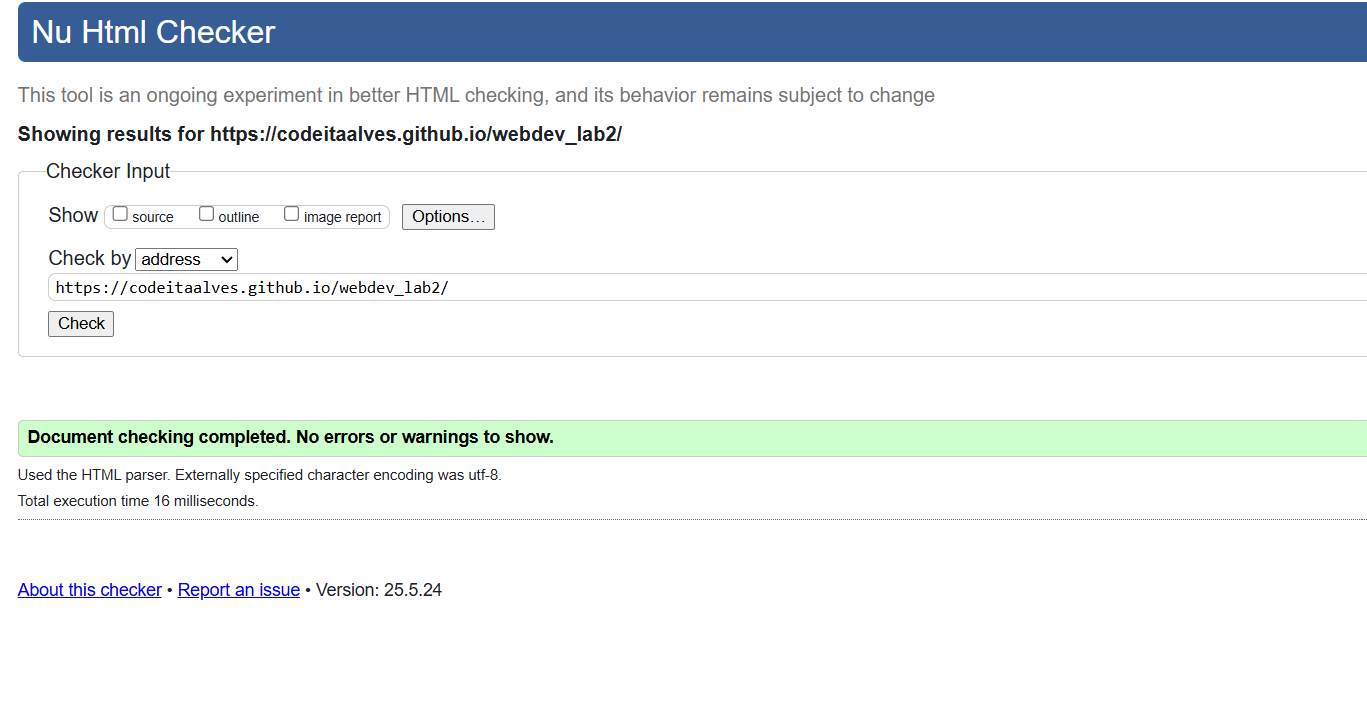 Nu Html Checker
This tool is an ongoing experiment in better HTML checking, and its behavior remains subject to change
Showing results for https://codeitaalves.github.io/webdev_lab2/
Checker Input
Show source outline image report Options...
Check by address
https://codeitaalves.github.io/webdev_lab2/
Check
Document checking completed. No errors or warnings to show.
Used the HTML parser. Externally specified character encoding was utf-8.
Total execution time 16 milliseconds.
About this checker • Report an issue • Version: 25.5.24